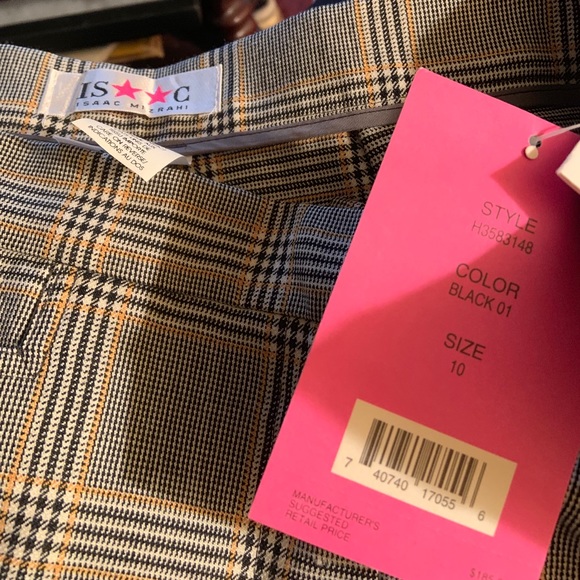 IS★★C
ISAAC MIZRAHI
STYLE
H3583148
COLOR
BLACK 01
SIZE
10
7 40740 17055 6
MANUFACTURER'S
SUGGESTED
RETAIL PRICE